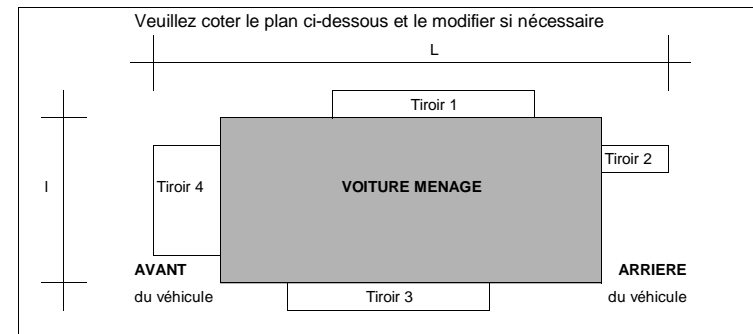 Veuillez coter le plan ci-dessous et le modifier si nécessaire
L
Tiroir 1
Tiroir 2
l
Tiroir 4
VOITURE MENAGE
AVANT
du véhicule
ARRIERE
du véhicule
Tiroir 3